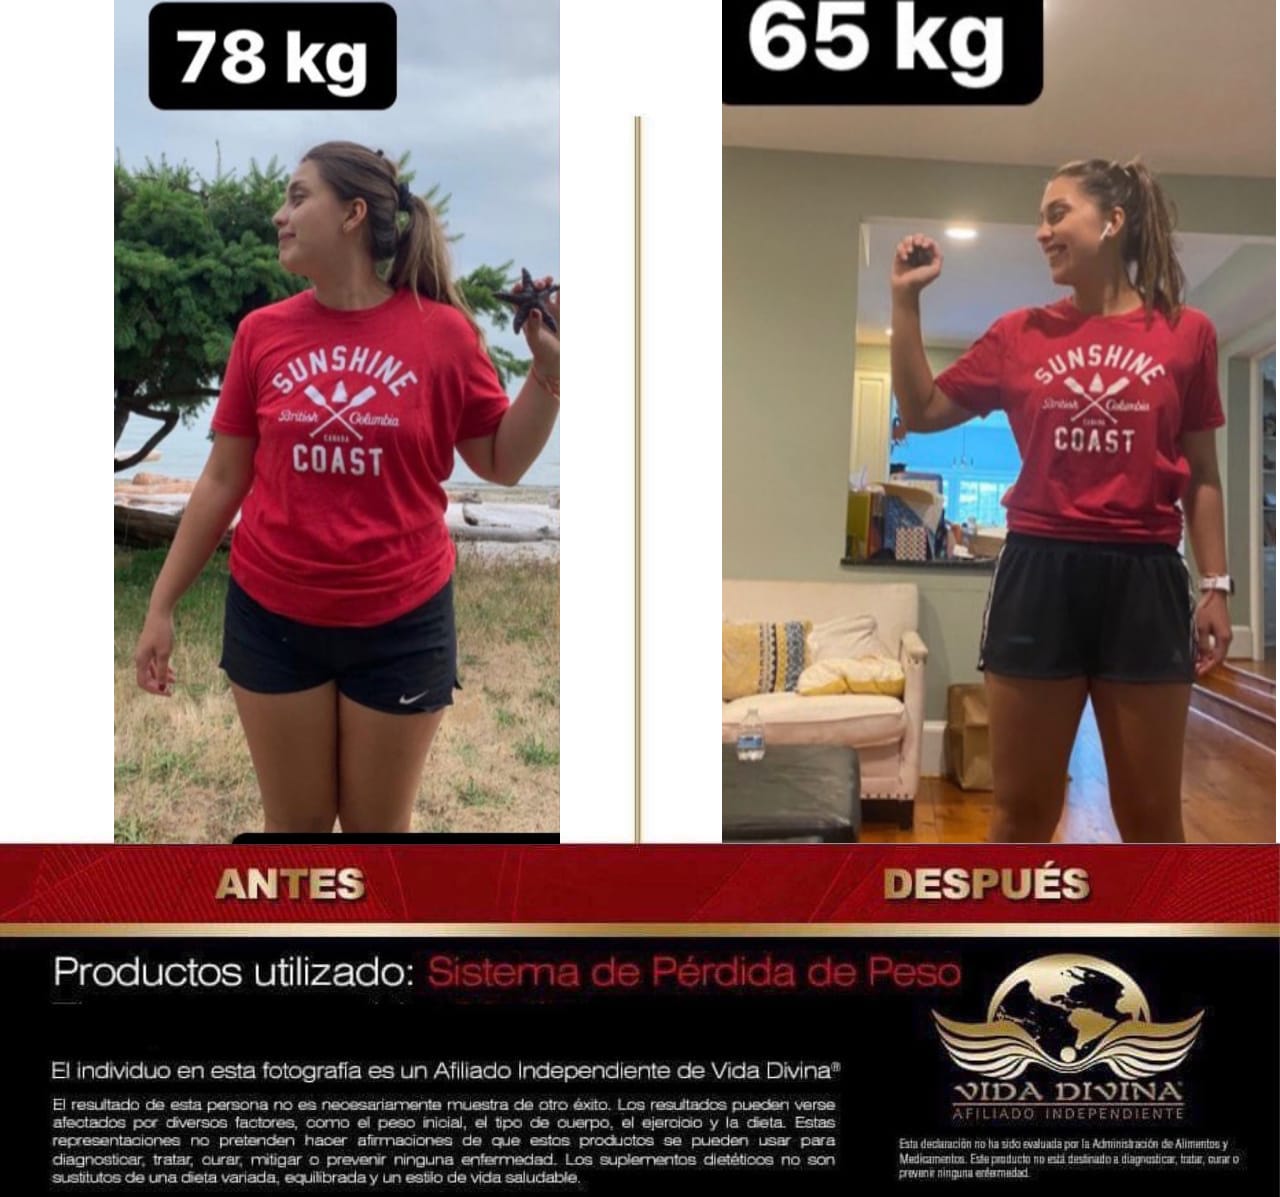 78 kg
65 kg
SUNSHINE
British Columbia
CANADA
COAST
SUNSHINE
British Columbia
CANADA
COAST
ANTES
DESPUÉS
Productos utilizado: Sistema de Pérdida de Peso
El individuo en esta fotografía es un Afiliado Independiente de Vida Divina®
El resultado de esta persona no es necesariamente muestra de otro éxito. Los resultados pueden verse
afectados por diversos factores, como el peso inicial, el tipo de cuerpo, el ejercicio y la dieta. Estas
representaciones no pretenden hacer afirmaciones de que estos productos se pueden usar para
diagnosticar, tratar, curar, mitigar o prevenir ninguna enfermedad. Los suplementos dietéticos no son
sustitutos de una dieta variada, equilibrada y un estilo de vida saludable.
VIDA DIVINA
AFILIADO INDEPENDIENTE
Esta declaración no ha sido evaluada por la Administración de Alimentos y
Medicamentos. Este producto no está destinado a diagnosticar, tratar, curar o
prevenir ninguna enfermedad.